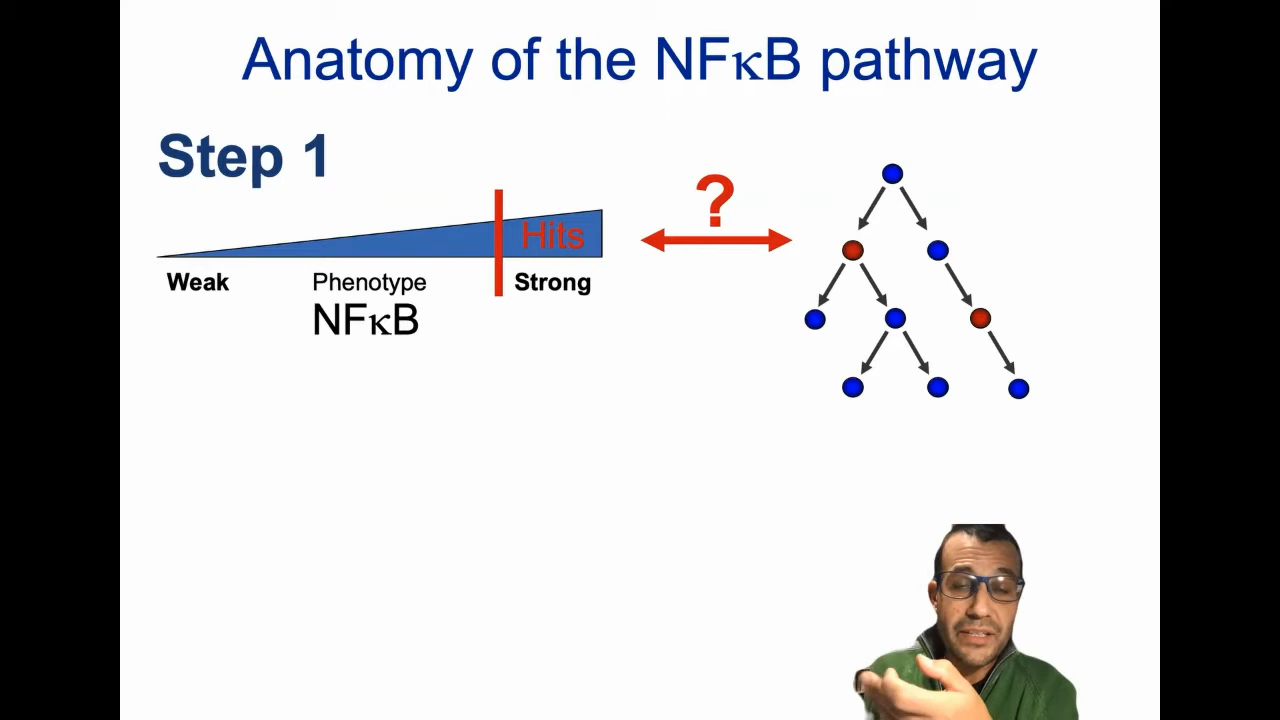 Anatomy of the NFκB pathway
Step 1
?
Hits
Weak
Phenotype
Strong
NFκB